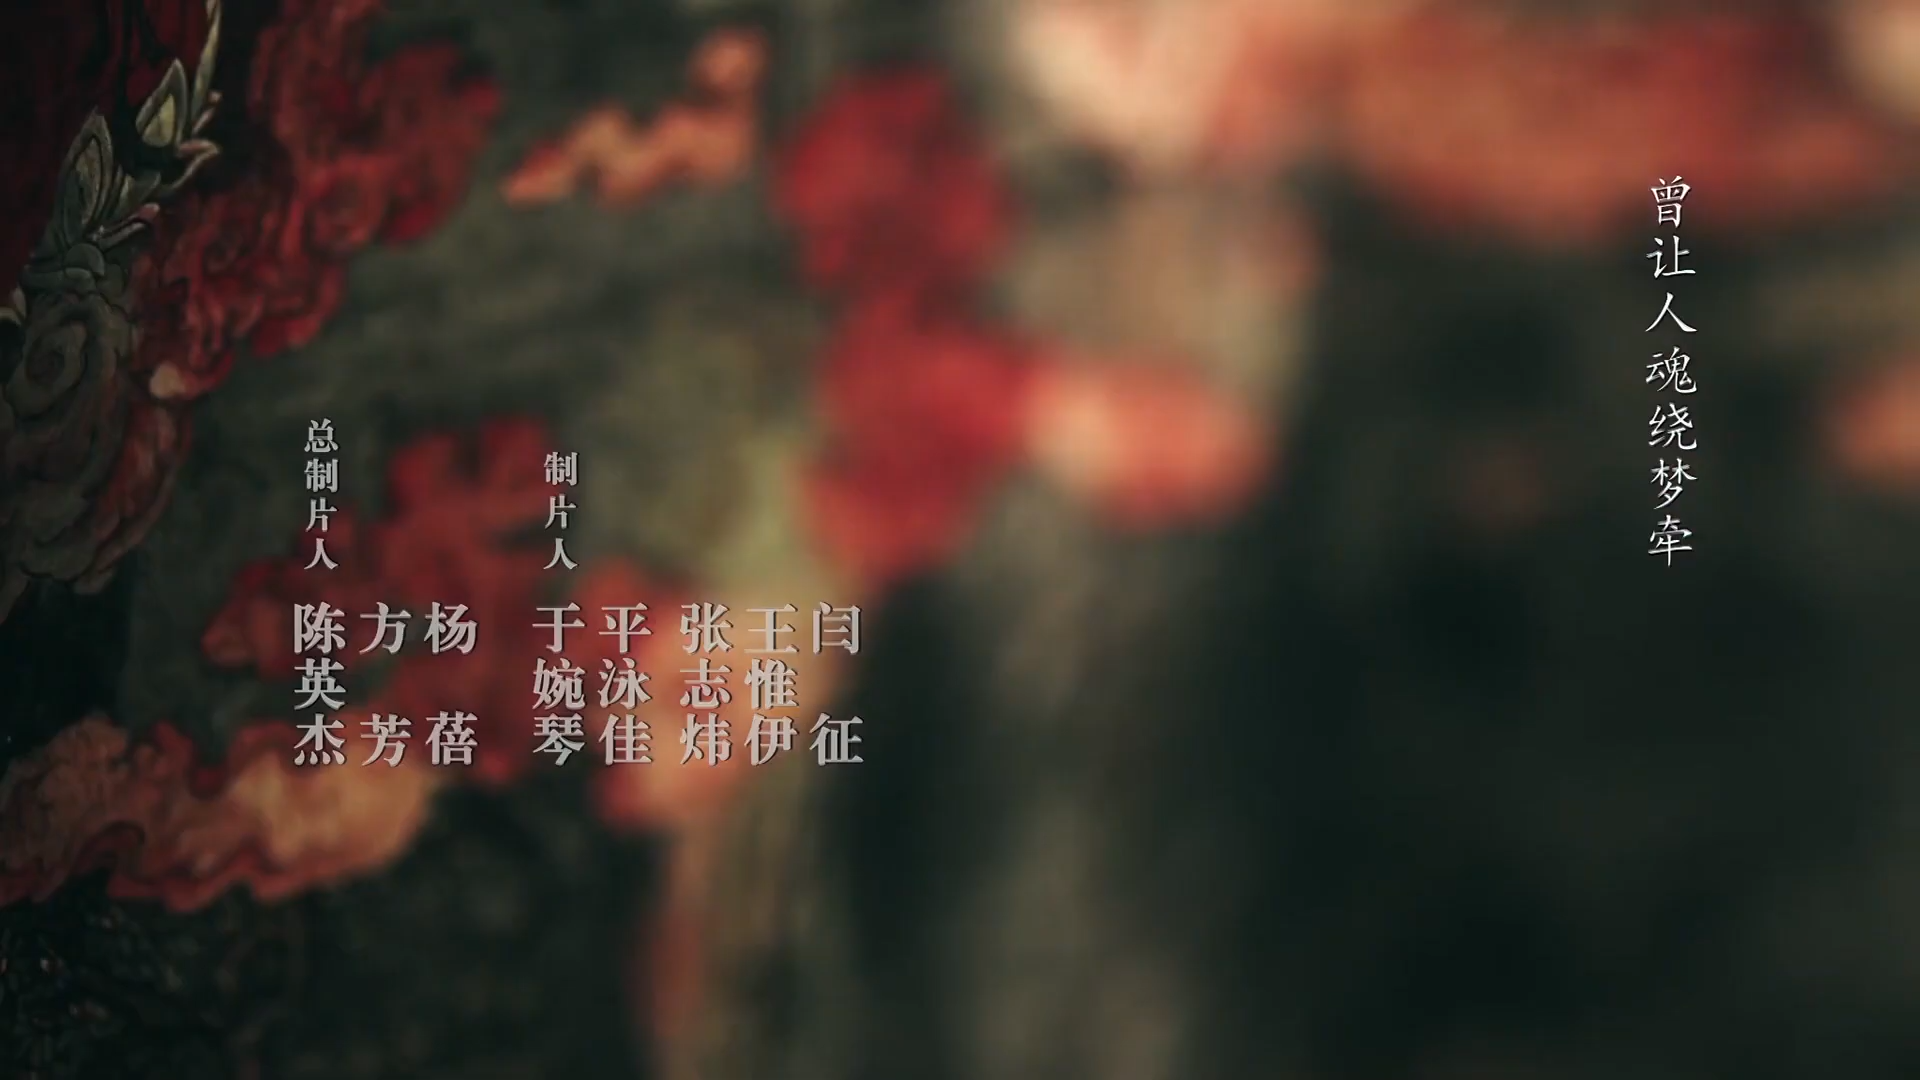 曾让人魂绕梦牵
总制片人
陈英杰
方芳
杨蓓
制片人
于婉琴
平泳佳
张志炜
王惟伊
闫征